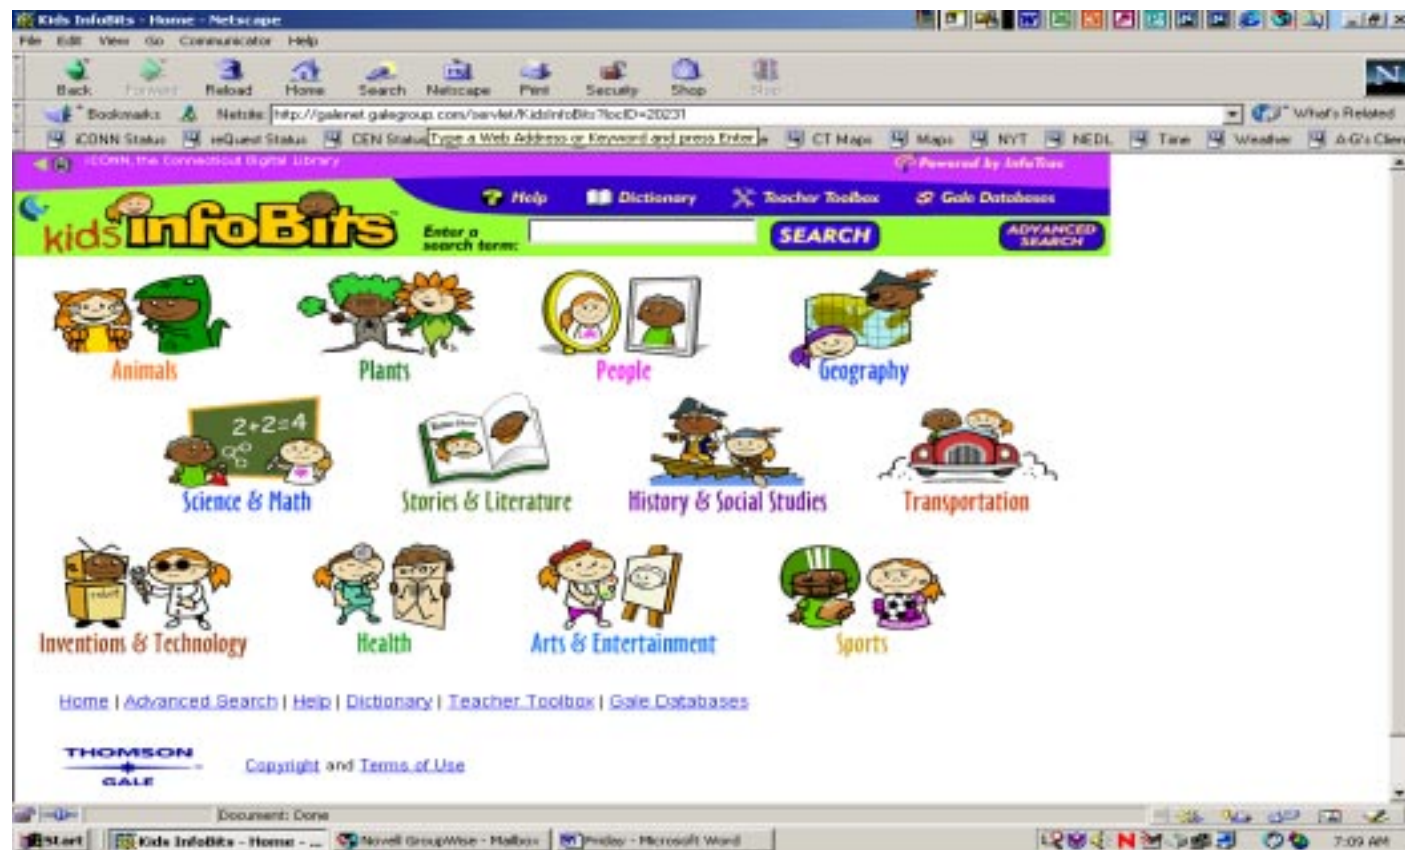 Kids InfoBits - Home - Netscape
File Edit View Go Communicator Help
Back Forward Reload Home Search Netscape Print Security Shop Stop
Bookmarks Netsite: http://galenet.galegroup.com/servlet/KidsInfoBits?locID=20231 What's Related
iCONN Status reQuest Status CEN Status Type a Web Address or Keyword and press Enter CT Maps Maps NYT NEDL Time Weather A-G's Clien
iCONN, the Connecticut Digital Library Powered by InfoTrac
Help Dictionary Teacher Toolbox Gale Databases
kids InfoBits
Enter a search term: SEARCH ADVANCED SEARCH
Animals Plants People Geography
2+2=4
Science & Math Stories & Literature History & Social Studies Transportation
robot
xray
Inventions & Technology Health Arts & Entertainment Sports
Home | Advanced Search | Help | Dictionary | Teacher Toolbox | Gale Databases
THOMSON
GALE
Copyright and Terms of Use
Document: Done
Start Kids InfoBits - Home - ... Novell GroupWise - Mailbox Friday - Microsoft Word 7:09 AM